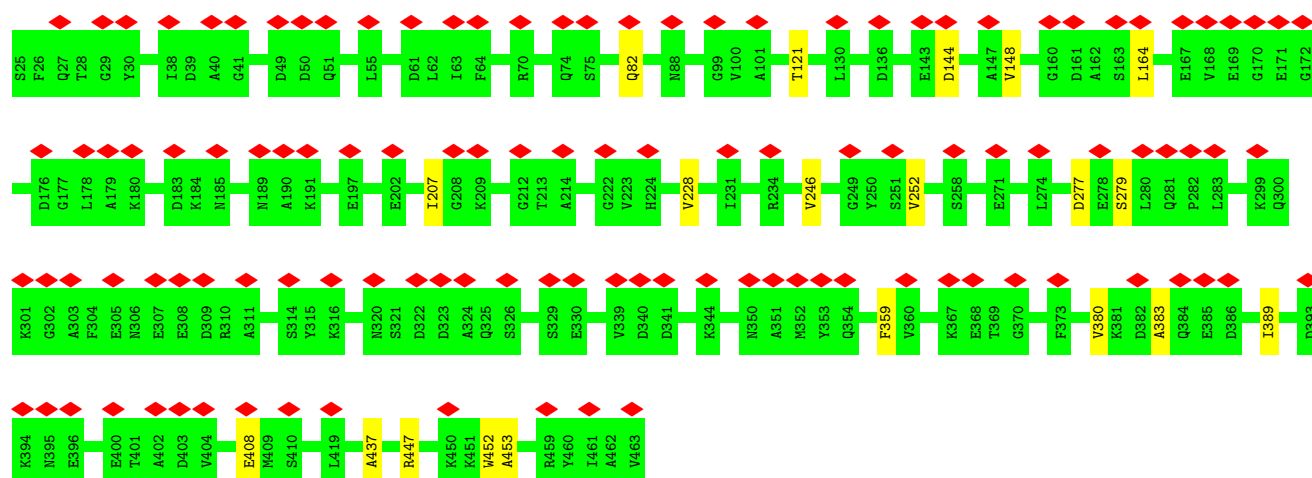 S25 F26 Q27 T28 G29 Y30 I38 D39 A40 G41 D49 D50 Q51 L55 D61 L62 I63 F64 R70 Q74 S75 Q82 N88 G99 V100 A101 T121 L130 D136 E143 D144 A147 V148 G160 D161 A162 S163 L164 E167 V168 E169 G170 E171 G172
D176 G177 L178 A179 K180 D183 K184 N185 N189 A190 K191 E197 E202 I207 G208 K209 G212 T213 A214 G222 V223 H224 V228 I231 R234 V246 G249 Y250 S251 V252 S258 E271 L274 D277 E278 S279 L280 Q281 P282 L283 K299 Q300
K301 G302 A303 F304 E305 N306 E307 E308 D309 R310 A311 S314 Y315 K316 N320 S321 D322 D323 A324 Q325 S326 S329 E330 V339 D340 D341 K344 N350 A351 M352 Y353 Q354 F359 V360 K367 E368 T369 G370 F373 V380 K381 D382 A383 Q384 E385 D386 I389 D393
K394 N395 E396 E400 T401 A402 D403 V404 E408 M409 S410 L419 A437 R447 K450 K451 W452 A453 R459 Y460 I461 A462 V463